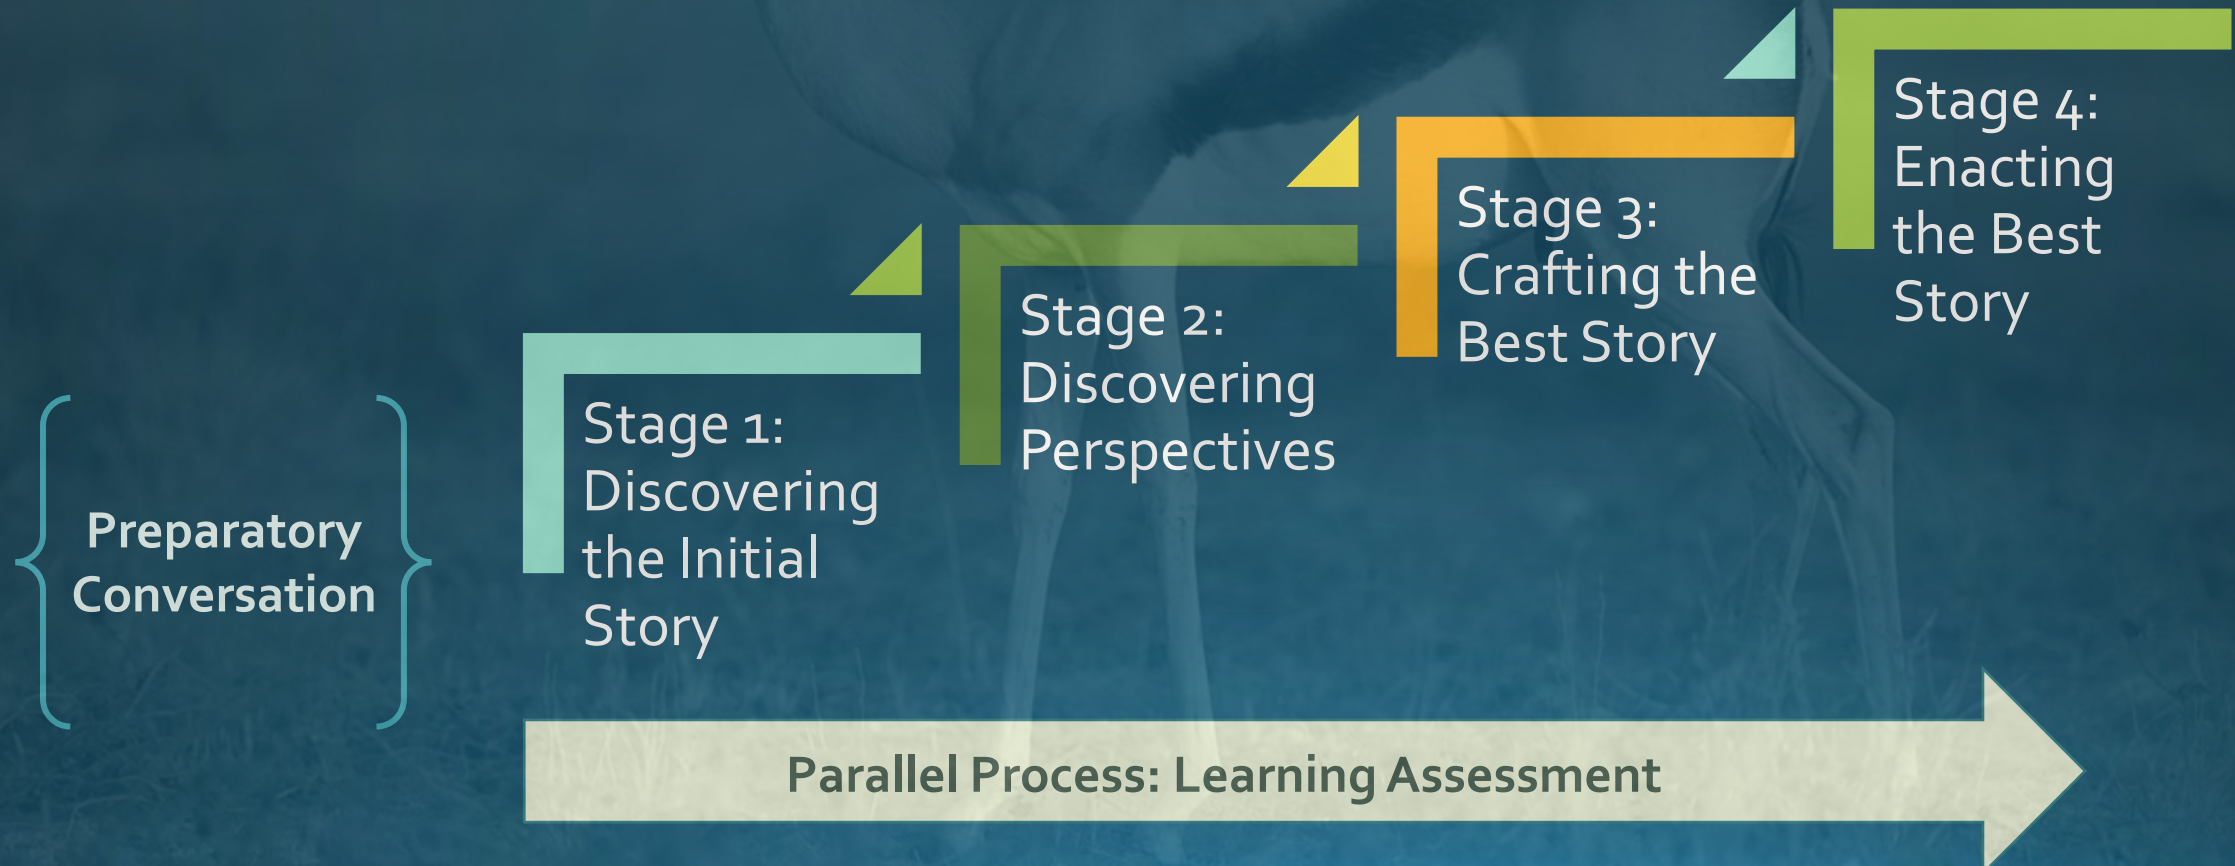 Preparatory
Conversation
Stage 1:
Discovering
the Initial
Story
Stage 2:
Discovering
Perspectives
Stage 3:
Crafting the
Best Story
Stage 4:
Enacting
the Best
Story
Parallel Process: Learning Assessment